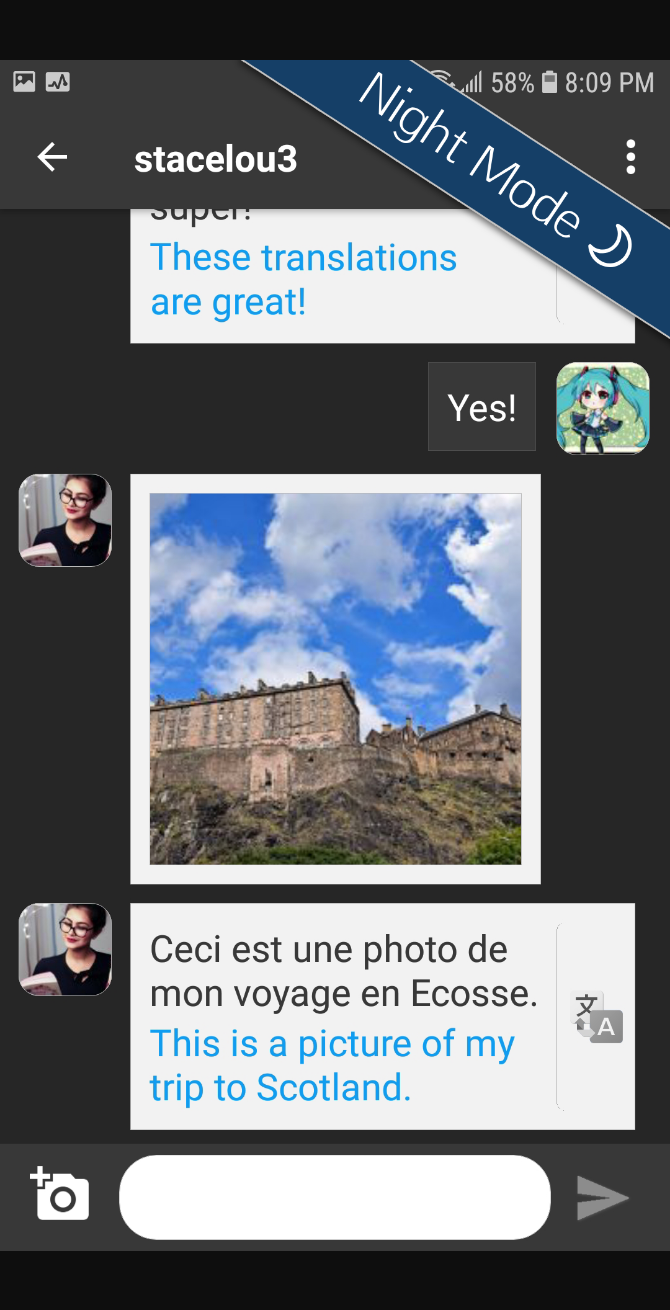 58% 8:09 PM
Night Mode
stacelou3
super!
These translations
are great!
Yes!
Ceci est une photo de
mon voyage en Ecosse.
This is a picture of my
trip to Scotland.
文
A